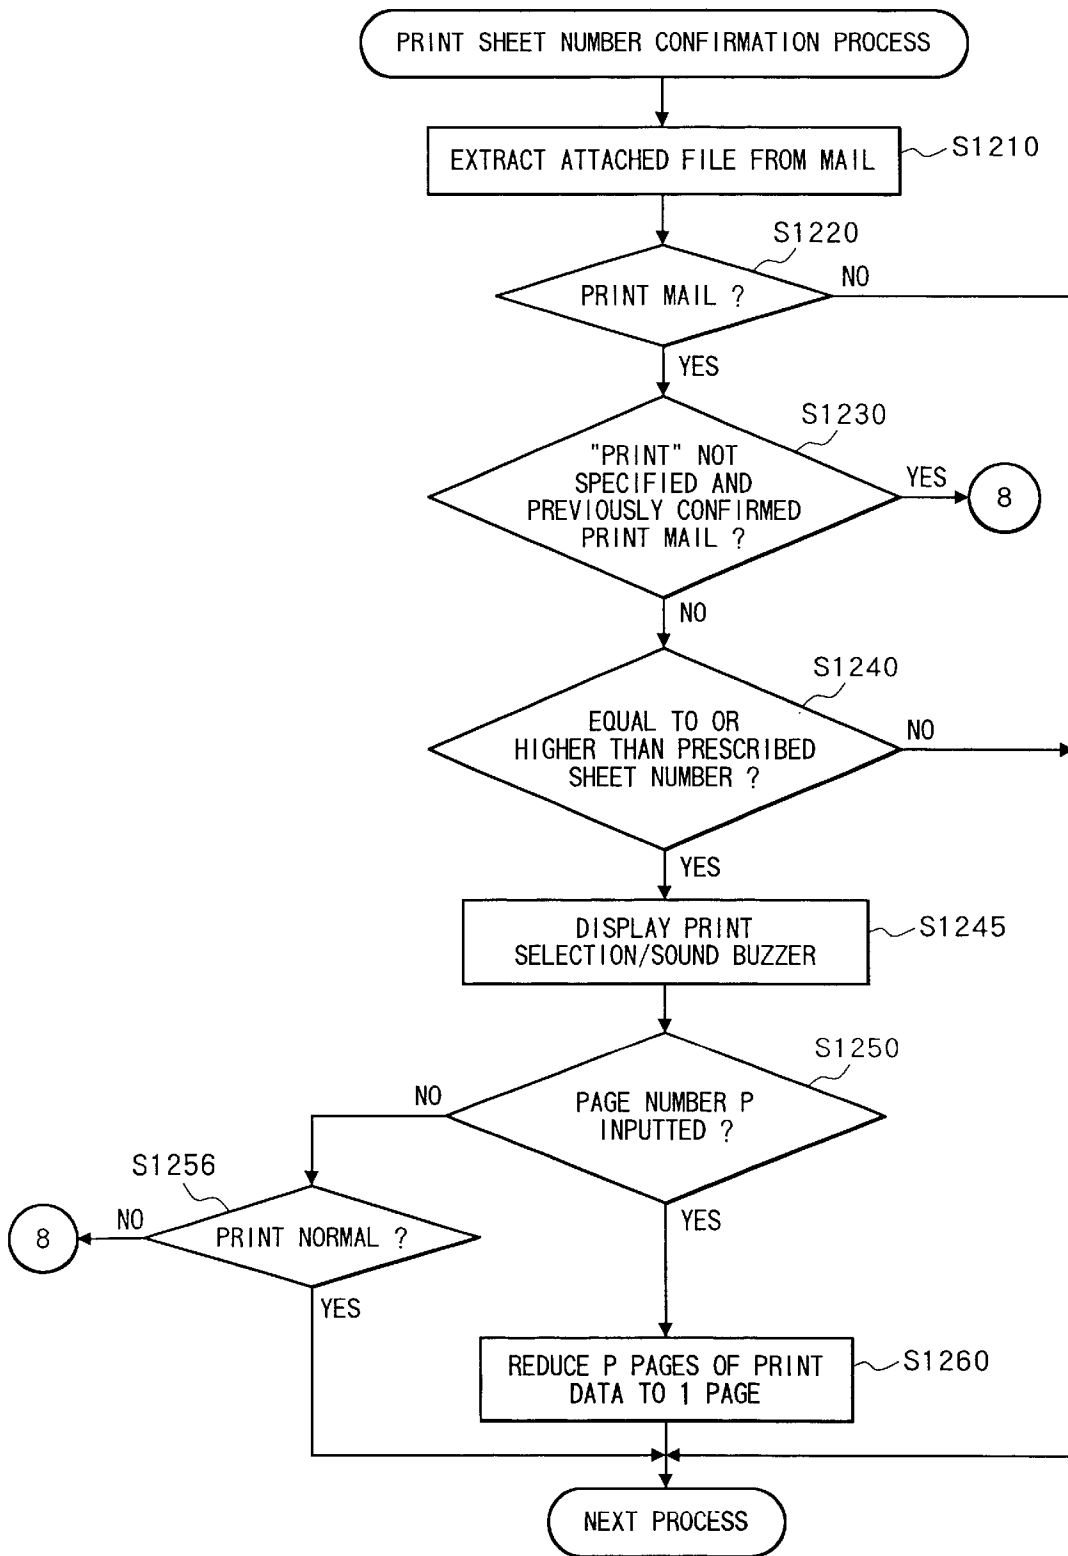 PRINT SHEET NUMBER CONFIRMATION PROCESS
EXTRACT ATTACHED FILE FROM MAIL
S1210
S1220
PRINT MAIL ?
NO
YES
S1230
"PRINT" NOT
SPECIFIED AND
PREVIOUSLY CONFIRMED
PRINT MAIL ?
YES
8
NO
S1240
EQUAL TO OR
HIGHER THAN PRESCRIBED
SHEET NUMBER ?
NO
YES
DISPLAY PRINT
SELECTION/SOUND BUZZER
S1245
S1250
PAGE NUMBER P
INPUTTED ?
NO
YES
S1256
PRINT NORMAL ?
NO
8
YES
REDUCE P PAGES OF PRINT
DATA TO 1 PAGE
S1260
NEXT PROCESS